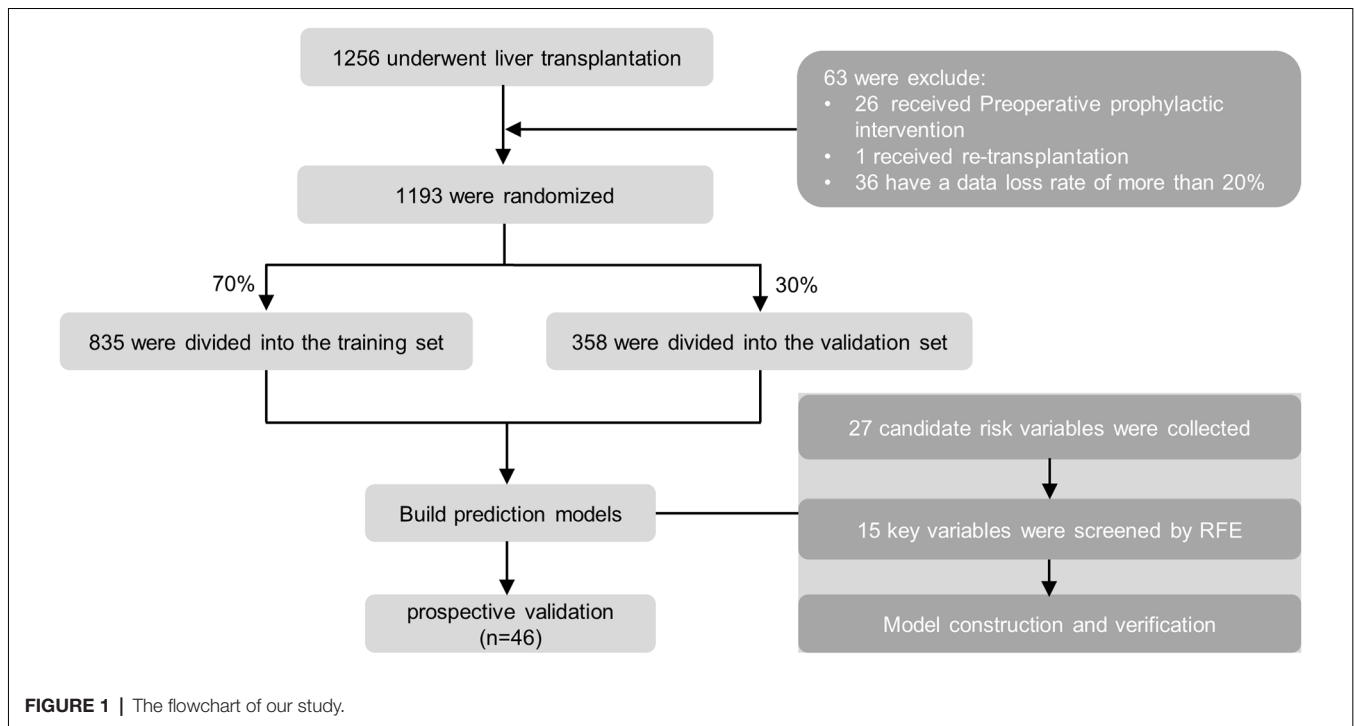 1256 underwent liver transplantation
63 were exclude:
• 26 received Preoperative prophylactic
intervention
• 1 received re-transplantation
• 36 have a data loss rate of more than 20%
1193 were randomized
70%
30%
835 were divided into the training set
358 were divided into the validation set
27 candidate risk variables were collected
Build prediction models
15 key variables were screened by RFE
prospective validation
(n=46)
Model construction and verification
FIGURE 1 | The flowchart of our study.